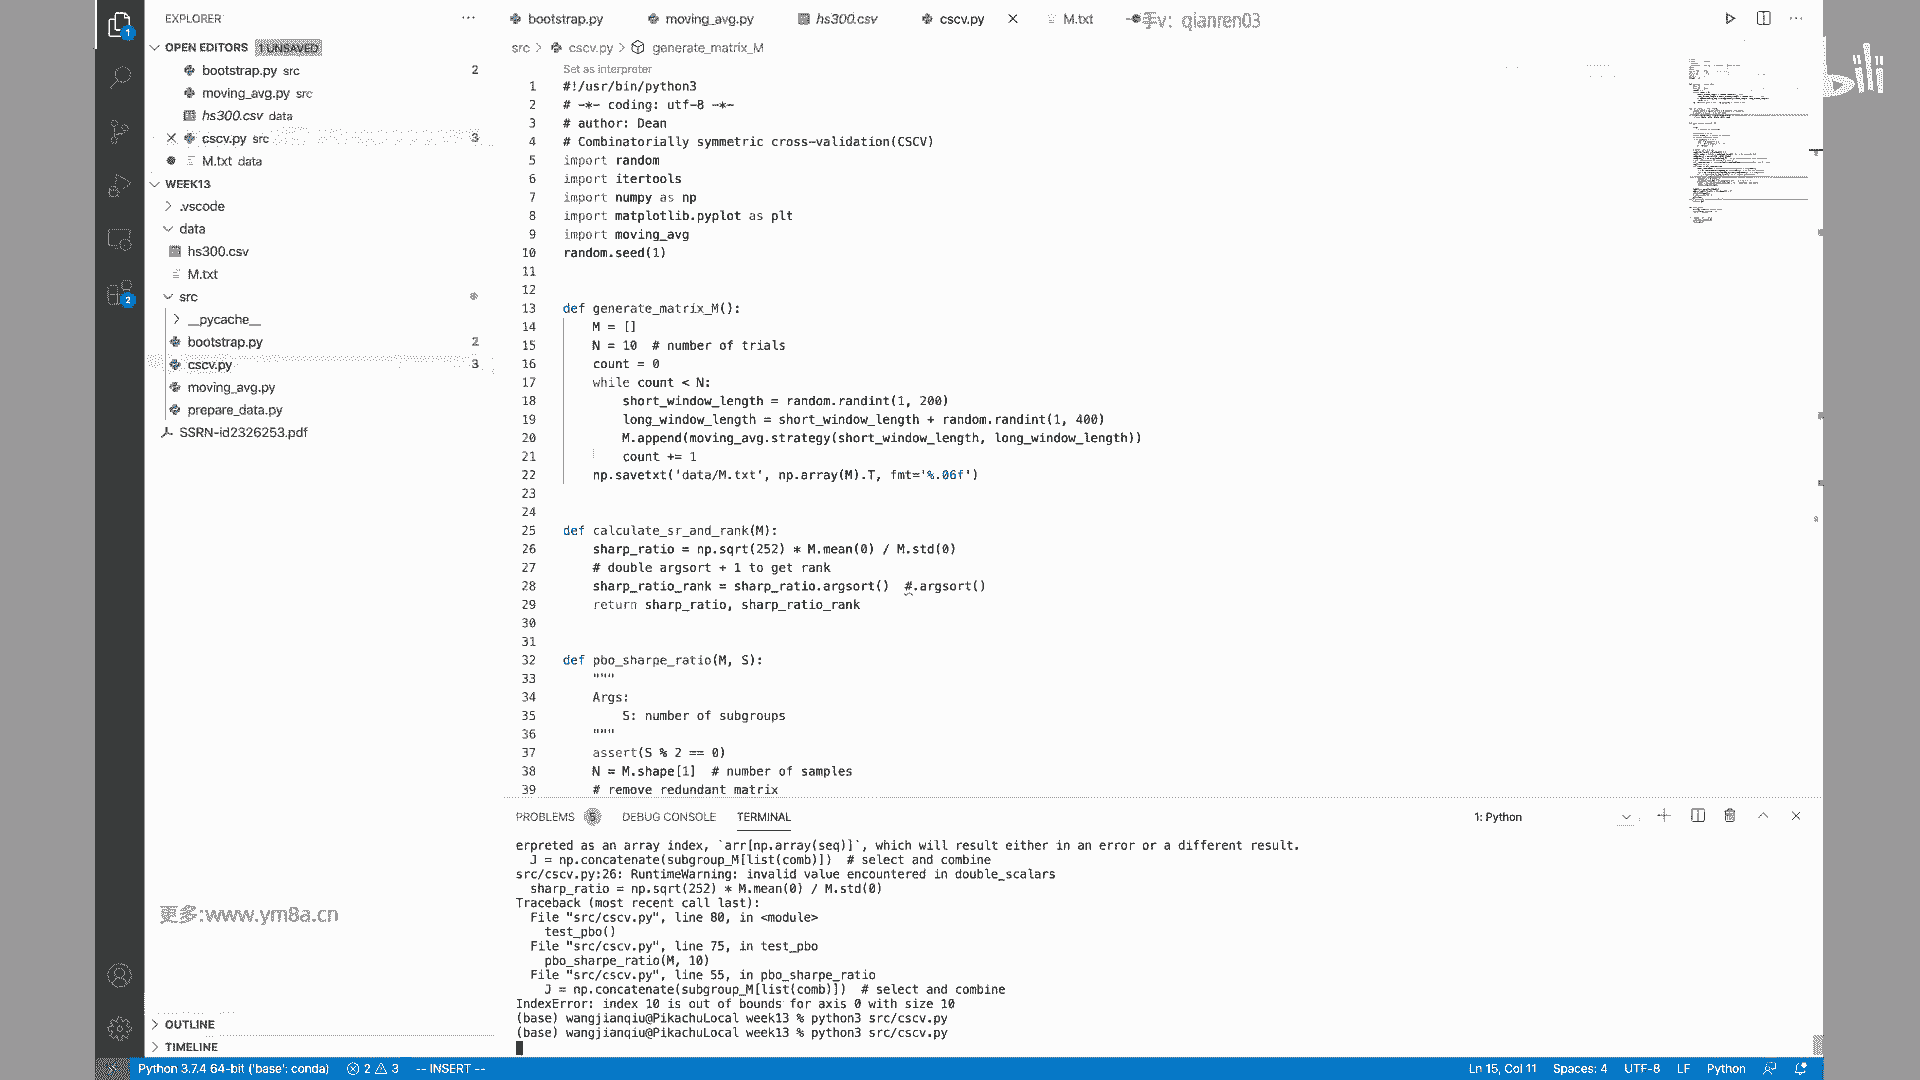 EXPLORER
OPEN EDITORS 1 UNSAVED
bootstrap.py src 2
moving_avg.py src
hs300.csv data
cscv.py src 3
M.txt data
WEEK13
.vscode
data
hs300.csv
M.txt
src
__pycache__
bootstrap.py 2
cscv.py 3
moving_avg.py
prepare_data.py
SSRN-id2326253.pdf
更多:www.ym8a.cn
OUTLINE
TIMELINE
bootstrap.py moving_avg.py hs300.csv cscv.py M.txt
v: qianren03
bili
src > cscv.py > generate_matrix_M
Set as interpreter
1 #!/usr/bin/python3
2 # -*- coding: utf-8 -*-
3 # author: Dean
4 # Combinatorially symmetric cross-validation(CSCV)
5 import random
6 import itertools
7 import numpy as np
8 import matplotlib.pyplot as plt
9 import moving_avg
10 random.seed(1)
11
12
13 def generate_matrix_M():
14 M = []
15 N = 10 # number of trials
16 count = 0
17 while count < N:
18 short_window_length = random.randint(1, 200)
19 long_window_length = short_window_length + random.randint(1, 400)
20 M.append(moving_avg.strategy(short_window_length, long_window_length))
21 count += 1
22 np.savetxt('data/M.txt', np.array(M).T, fmt='%.06f')
23
24
25 def calculate_sr_and_rank(M):
26 sharp_ratio = np.sqrt(252) * M.mean(0) / M.std(0)
27 # double argsort + 1 to get rank
28 sharp_ratio_rank = sharp_ratio.argsort() #.argsort()
29 return sharp_ratio, sharp_ratio_rank
30
31
32 def pbo_sharpe_ratio(M, S):
33 """
34 Args:
35 S: number of subgroups
36 """
37 assert(S % 2 == 0)
38 N = M.shape[1] # number of samples
39 # remove redundant matrix
PROBLEMS 5 DEBUG CONSOLE TERMINAL 1: Python
erpreted as an array index, `arr[np.array(seq)]`, which will result either in an error or a different result.
J = np.concatenate(subgroup_M[list(comb)]) # select and combine
src/cscv.py:26: RuntimeWarning: invalid value encountered in double_scalars
sharp_ratio = np.sqrt(252) * M.mean(0) / M.std(0)
Traceback (most recent call last):
File "src/cscv.py", line 80, in <module>
test_pbo()
File "src/cscv.py", line 75, in test_pbo
pbo_sharpe_ratio(M, 10)
File "src/cscv.py", line 55, in pbo_sharpe_ratio
J = np.concatenate(subgroup_M[list(comb)]) # select and combine
IndexError: index 10 is out of bounds for axis 0 with size 10
(base) wangjianqiu@PikachuLocal week13 % python3 src/cscv.py
(base) wangjianqiu@PikachuLocal week13 % python3 src/cscv.py
Python 3.7.4 64-bit ('base': conda) 2 3 -- INSERT -- Ln 15, Col 11 Spaces: 4 UTF-8 LF Python